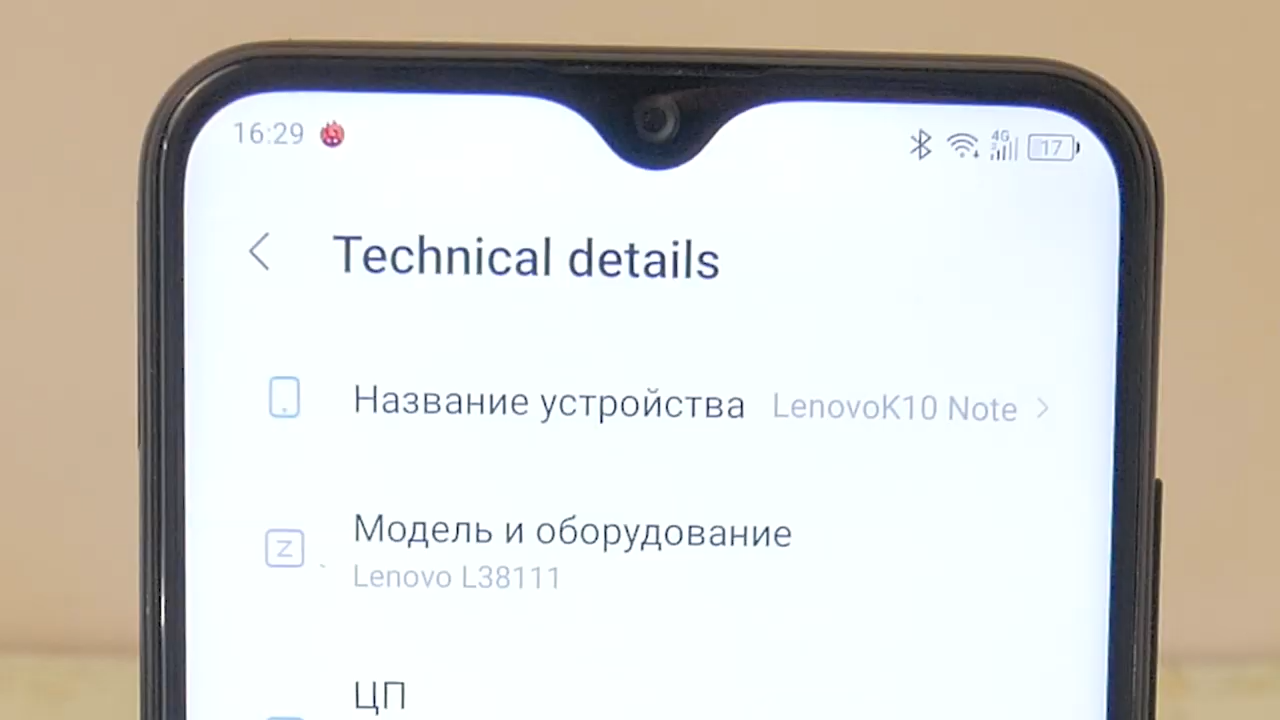 16:29
4G
17
Technical details
Название устройства LenovoK10 Note
Z
Модель и оборудование
Lenovo L38111
ЦП